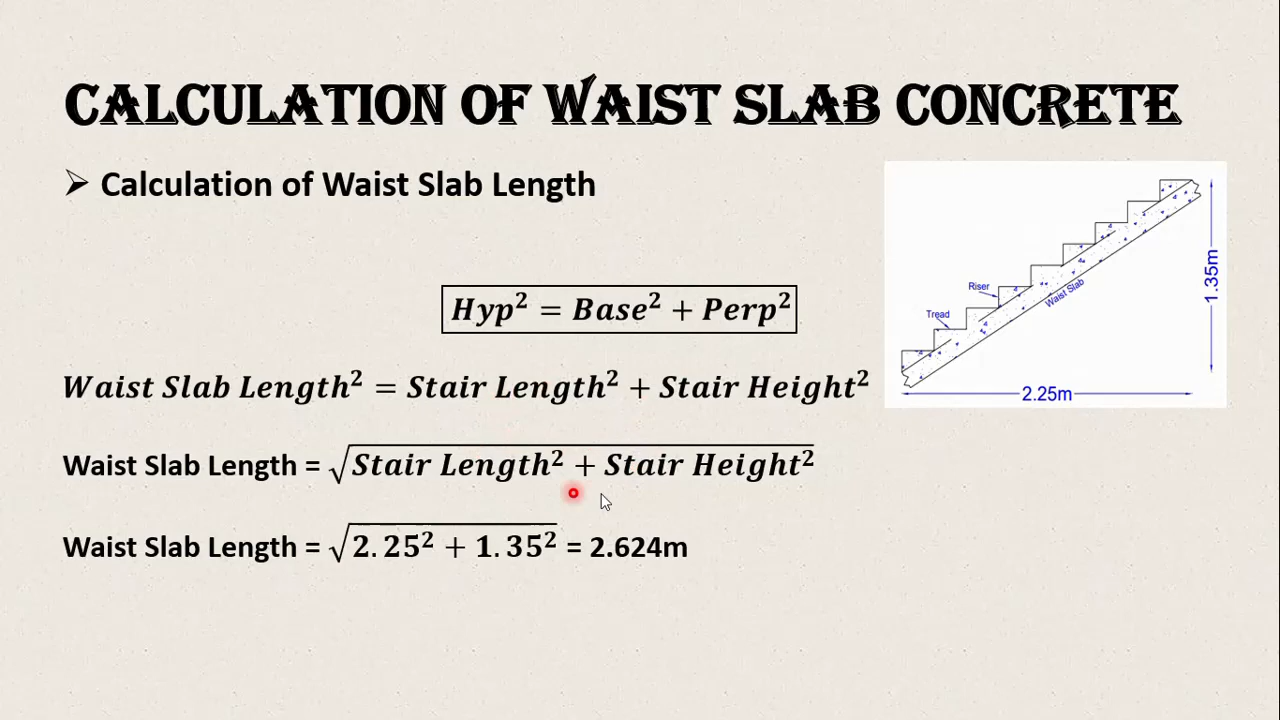 CALCULATION OF WAIST SLAB CONCRETE
➢ Calculation of Waist Slab Length
Hyp² = Base² + Perp²
Waist Slab Length² = Stair Length² + Stair Height²
Waist Slab Length = √Stair Length² + Stair Height²
Waist Slab Length = √2.25² + 1.35² = 2.624m
Riser
Tread
Waist Slab
1.35m
2.25m